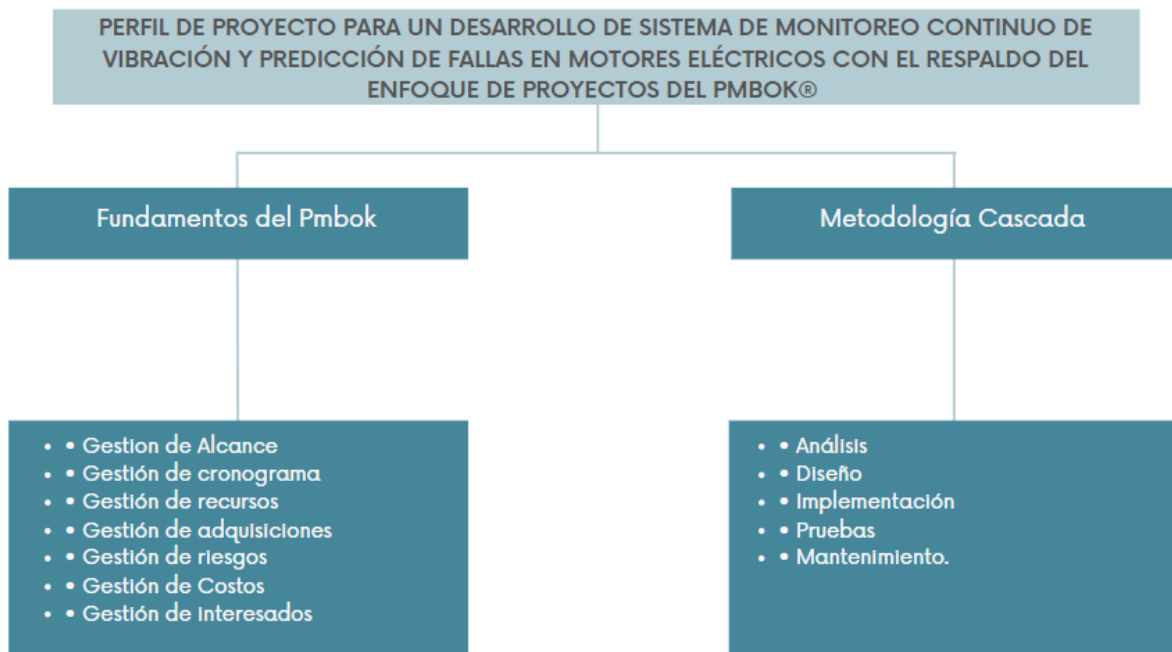 PERFIL DE PROYECTO PARA UN DESARROLLO DE SISTEMA DE MONITOREO CONTINUO DE
VIBRACIÓN Y PREDICCIÓN DE FALLAS EN MOTORES ELÉCTRICOS CON EL RESPALDO DEL
ENFOQUE DE PROYECTOS DEL PMBOK®
Fundamentos del Pmbok
• • Gestion de Alcance
• • Gestión de cronograma
• • Gestión de recursos
• • Gestión de adquisiciones
• • Gestión de riesgos
• • Gestión de Costos
• • Gestión de interesados
Metodología Cascada
• • Análisis
• • Diseño
• • Implementación
• • Pruebas
• • Mantenimiento.